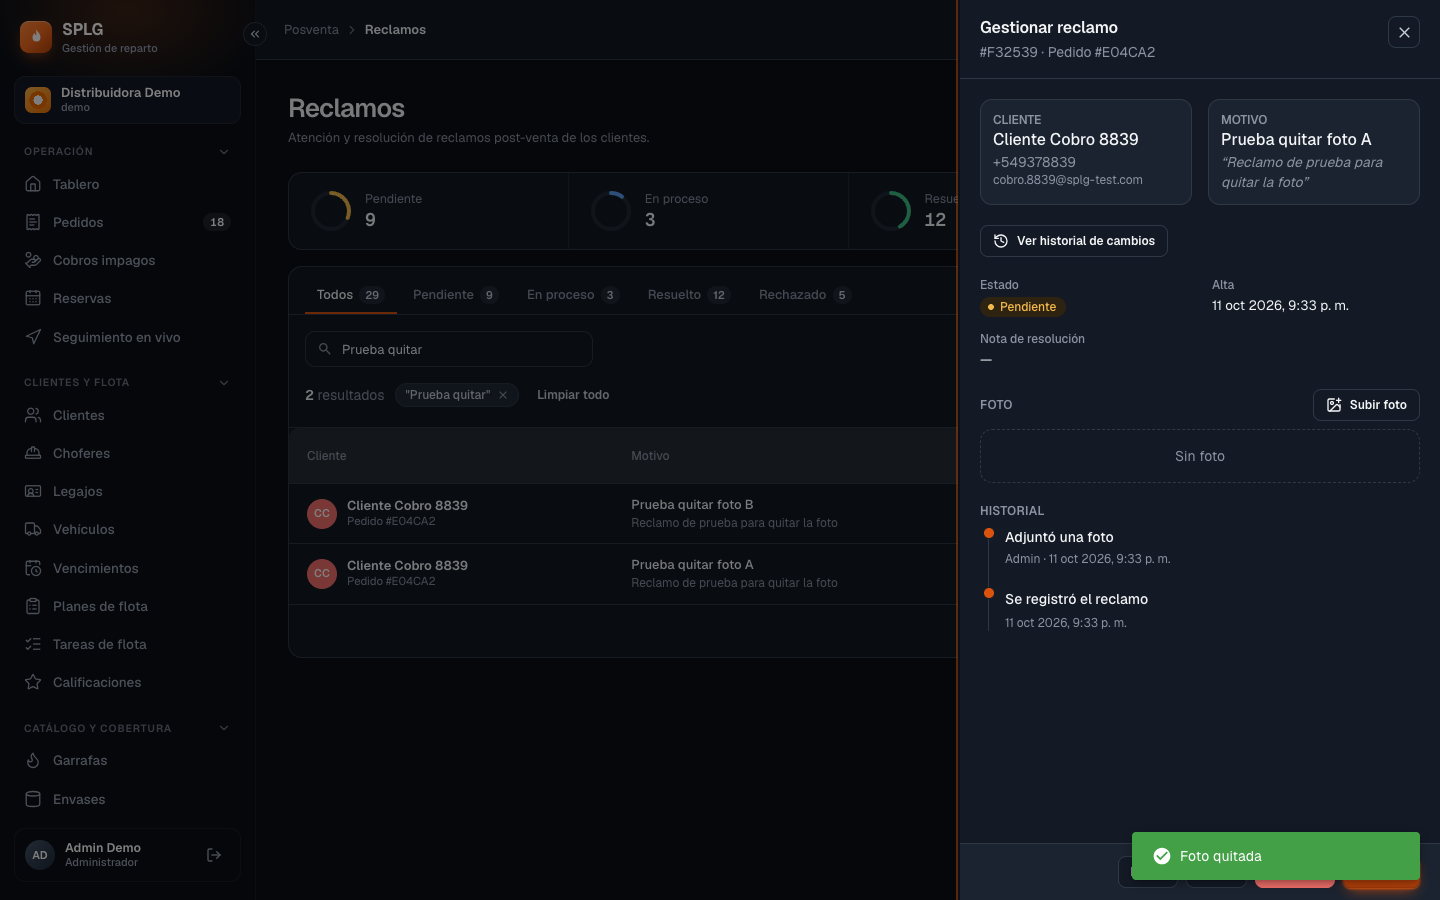 SPLG
Gestión de reparto
Distribuidora Demo
demo
OPERACIÓN
Tablero
Pedidos 18
Cobros impagos
Reservas
Seguimiento en vivo
CLIENTES Y FLOTA
Clientes
Choferes
Legajos
Vehículos
Vencimientos
Planes de flota
Tareas de flota
Calificaciones
CATÁLOGO Y COBERTURA
Garrafas
Envases
AD
Admin Demo
Administrador
Posventa > Reclamos
Reclamos
Atención y resolución de reclamos post-venta de los clientes.
Pendiente
9
En proceso
3
Resue
12
Todos 29 Pendiente 9 En proceso 3 Resuelto 12 Rechazado 5
Prueba quitar
2 resultados "Prueba quitar" Limpiar todo
Cliente Motivo
CC
Cliente Cobro 8839 Prueba quitar foto B
Pedido #E04CA2 Reclamo de prueba para quitar la foto
CC
Cliente Cobro 8839 Prueba quitar foto A
Pedido #E04CA2 Reclamo de prueba para quitar la foto
Gestionar reclamo
#F32539 · Pedido #E04CA2
CLIENTE
Cliente Cobro 8839
+549378839
cobro.8839@splg-test.com
MOTIVO
Prueba quitar foto A
“Reclamo de prueba para
quitar la foto”
Ver historial de cambios
Estado
Pendiente
Alta
11 oct 2026, 9:33 p. m.
Nota de resolución
—
FOTO
Subir foto
Sin foto
HISTORIAL
Adjuntó una foto
Admin · 11 oct 2026, 9:33 p. m.
Se registró el reclamo
11 oct 2026, 9:33 p. m.
Foto quitada